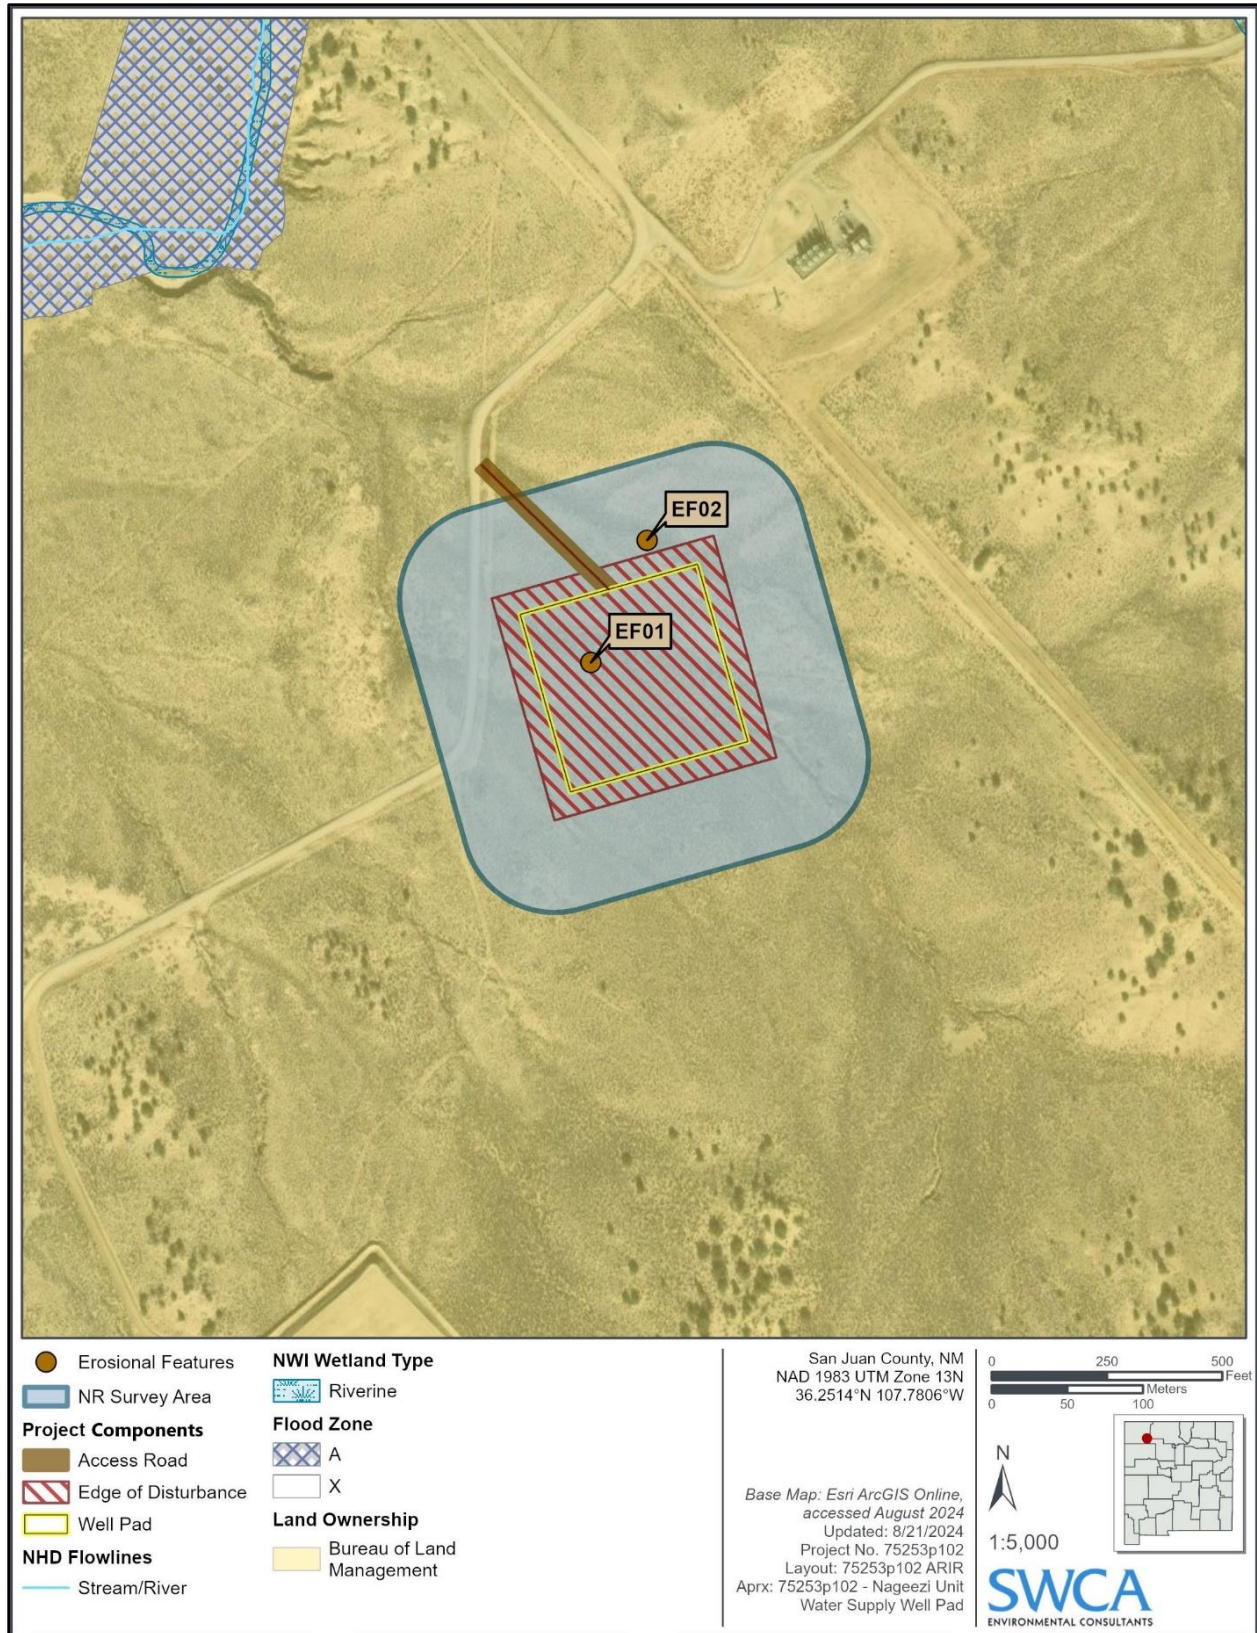 EF02
EF01
Erosional Features
NR Survey Area
Project Components
Access Road
Edge of Disturbance
Well Pad
NHD Flowlines
Stream/River
NWI Wetland Type
Riverine
Flood Zone
A
X
Land Ownership
Bureau of Land
Management
San Juan County, NM
NAD 1983 UTM Zone 13N
36.2514°N 107.7806°W
Base Map: Esri ArcGIS Online,
accessed August 2024
Updated: 8/21/2024
Project No. 75253p102
Layout: 75253p102 ARIR
Aprx: 75253p102 - Nageezi Unit
Water Supply Well Pad
0 250 500
Feet
Meters
0 50 100
N
1:5,000
SWCA
ENVIRONMENTAL CONSULTANTS